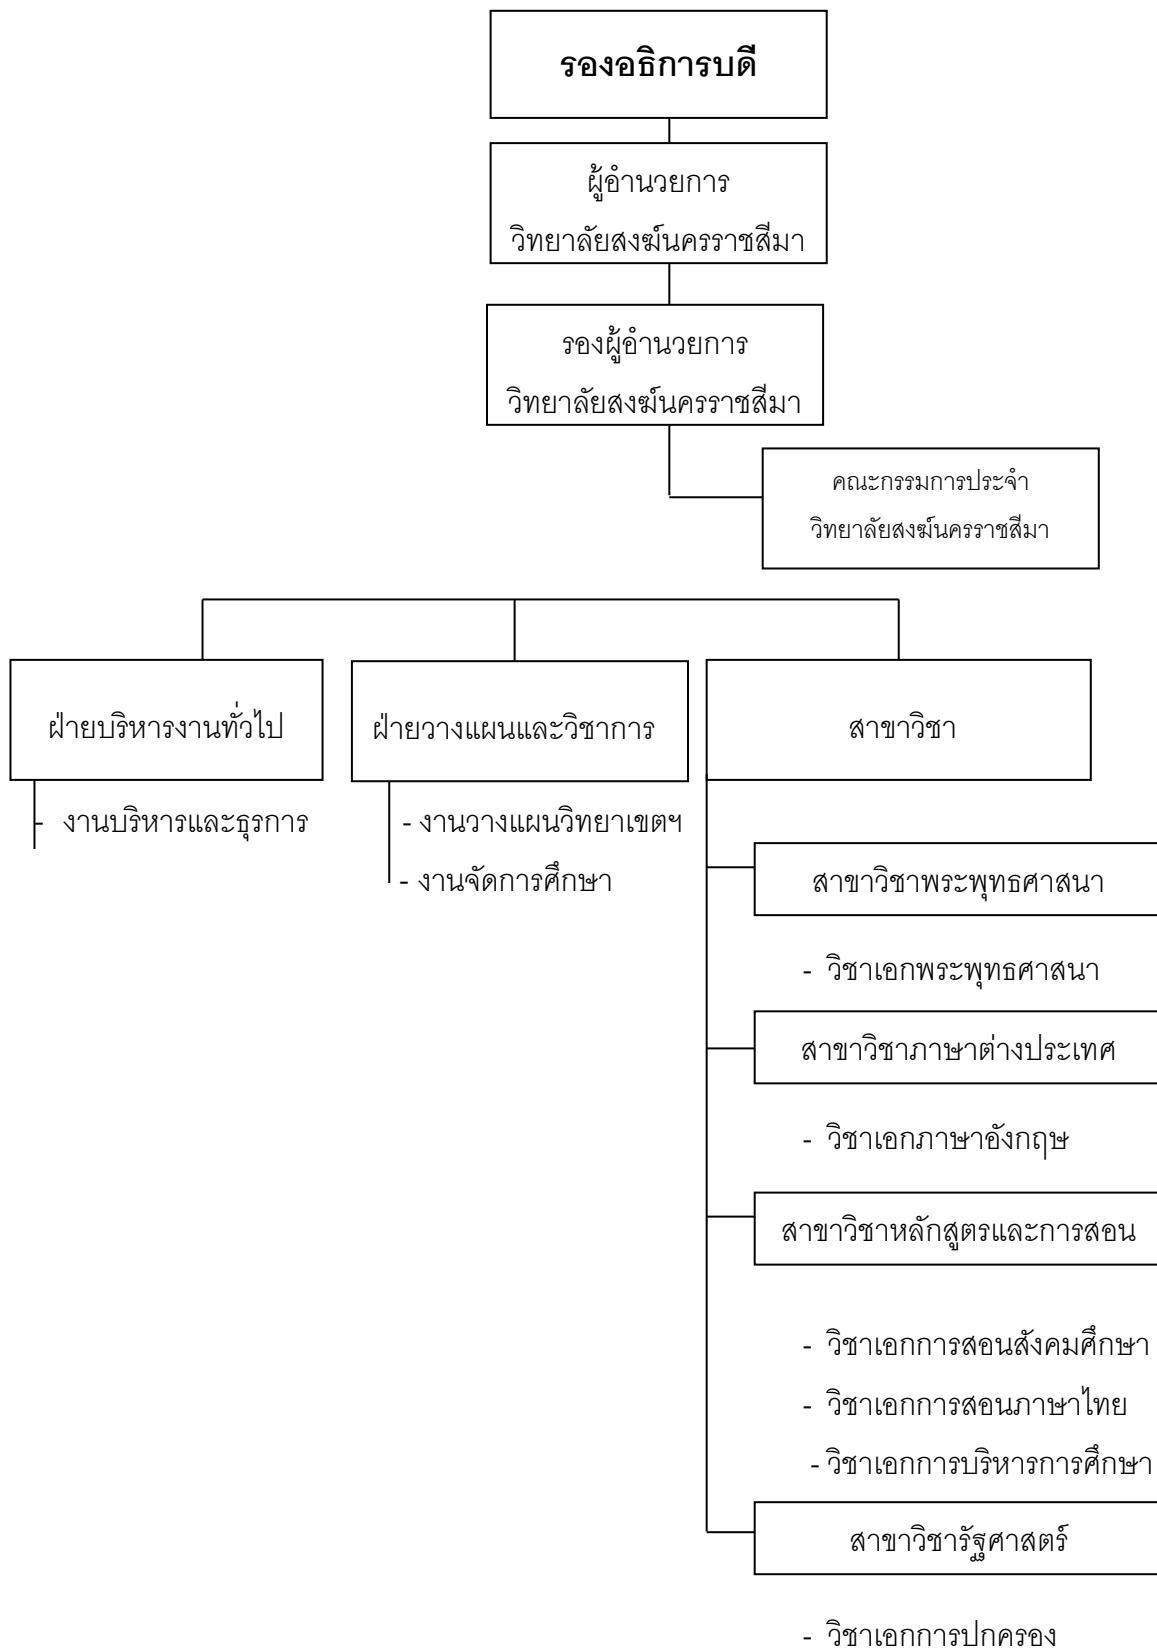 รองอธิการบดี
ผู้อำนวยการ
วิทยาลัยสงฆ์นครราชสีมา
รองผู้อำนวยการ
วิทยาลัยสงฆ์นครราชสีมา
คณะกรรมการประจำ
วิทยาลัยสงฆ์นครราชสีมา
ฝ่ายบริหารงานทั่วไป
- งานบริหารและธุรการ
ฝ่ายวางแผนและวิชาการ
- งานวางแผนวิทยาเขตฯ
- งานจัดการศึกษา
สาขาวิชา
สาขาวิชาพระพุทธศาสนา
- วิชาเอกพระพุทธศาสนา
สาขาวิชาภาษาต่างประเทศ
- วิชาเอกภาษาอังกฤษ
สาขาวิชาหลักสูตรและการสอน
- วิชาเอกการสอนสังคมศึกษา
- วิชาเอกการสอนภาษาไทย
- วิชาเอกการบริหารการศึกษา
สาขาวิชารัฐศาสตร์
- วิชาเอกการปกครอง